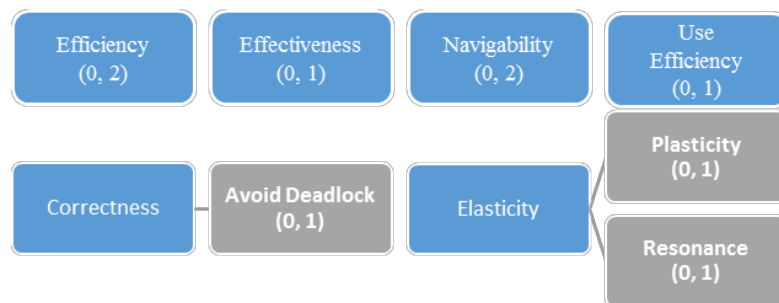 Efficiency
(0, 2)
Effectiveness
(0, 1)
Navigability
(0, 2)
Use
Efficiency
(0, 1)
Correctness
Avoid Deadlock
(0, 1)
Elasticity
Plasticity
(0, 1)
Resonance
(0, 1)